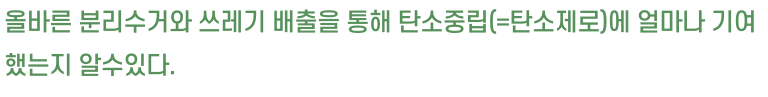 올바른 분리수거와 쓰레기 배출을 통해 탄소중립(=탄소제로)에 얼마나 기여
했는지 알수있다.